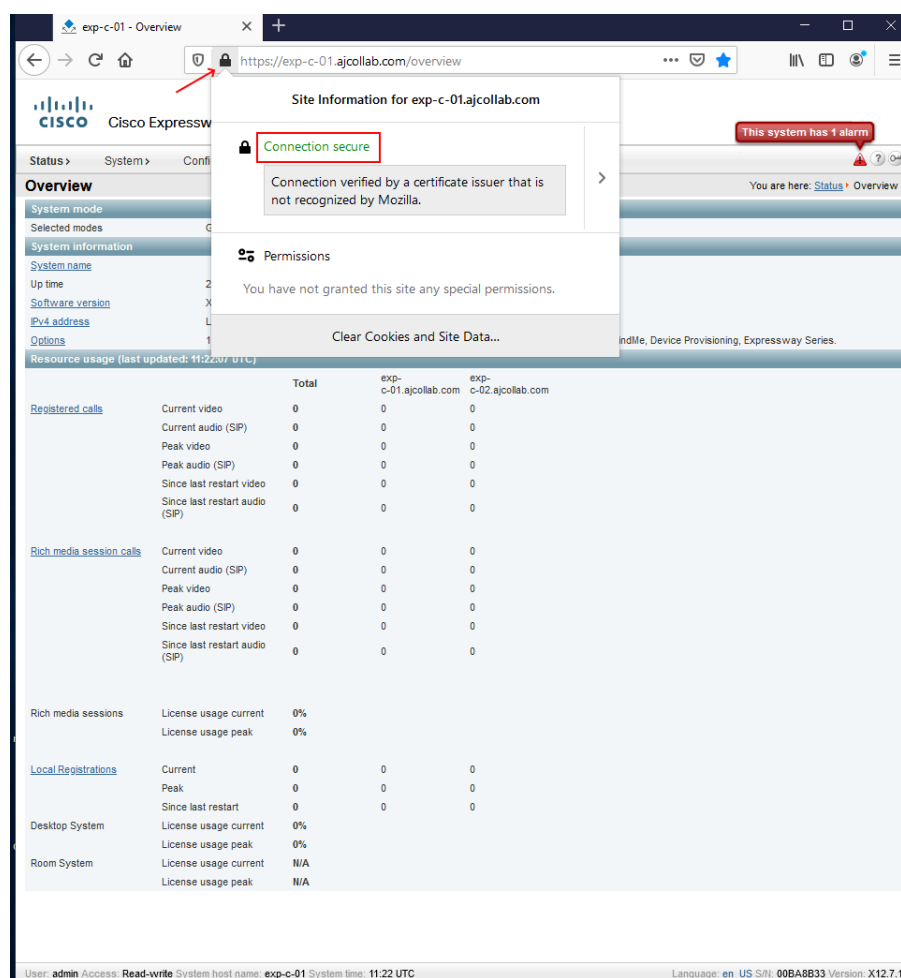 exp-c-01 - Overview
https://exp-c-01.ajcollab.com/overview
Site Information for exp-c-01.ajcollab.com
CISCO Cisco Expressw
This system has 1 alarm
Connection secure
Connection verified by a certificate issuer that is
not recognized by Mozilla.
Status > System > Confi
Overview
You are here: Status Overview
System mode
Selected modes
System information
System name
Permissions
Up time 2
You have not granted this site any special permissions.
Software version X
IPv4 address L
Clear Cookies and Site Data...
Options 1 indMe, Device Provisioning, Expressway Series.
Resource usage (last updated: 11:22:07 UTC)
Total exp- exp-
c-01.ajcollab.com c-02.ajcollab.com
Registered calls Current video 0 0 0
Current audio (SIP) 0 0 0
Peak video 0 0 0
Peak audio (SIP) 0 0 0
Since last restart video 0 0 0
Since last restart audio
(SIP) 0 0 0
Rich media session calls Current video 0 0 0
Current audio (SIP) 0 0 0
Peak video 0 0 0
Peak audio (SIP) 0 0 0
Since last restart video 0 0 0
Since last restart audio
(SIP) 0 0 0
Rich media sessions License usage current 0%
License usage peak 0%
Local Registrations Current 0 0 0
Peak 0 0 0
Since last restart 0 0 0
Desktop System License usage current 0%
License usage peak 0%
Room System License usage current N/A
License usage peak N/A
User: admin Access: Read-write System host name: exp-c-01 System time: 11:22 UTC Language: en_US S/N: 00BA8B33 Version: X12.7.1